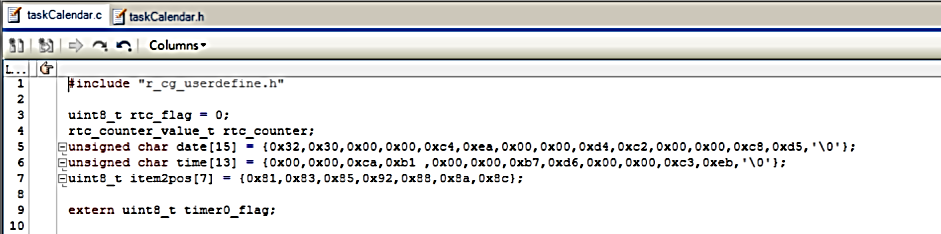 taskCalendar.c taskCalendar.h
Columns
L...
1 #include "r_cg_userdefine.h"
2
3 uint8_t rtc_flag = 0;
4 rtc_counter_value_t rtc_counter;
5 unsigned char date[15] = {0x32,0x30,0x00,0x00,0xc4,0xea,0x00,0x00,0xd4,0xc2,0x00,0x00,0xc8,0xd5,'\0'};
6 unsigned char time[13] = {0x00,0x00,0xca,0xb1 ,0x00,0x00,0xb7,0xd6,0x00,0x00,0xc3,0xeb,'\0'};
7 uint8_t item2pos[7] = {0x81,0x83,0x85,0x92,0x88,0x8a,0x8c};
8
9 extern uint8_t timer0_flag;
10